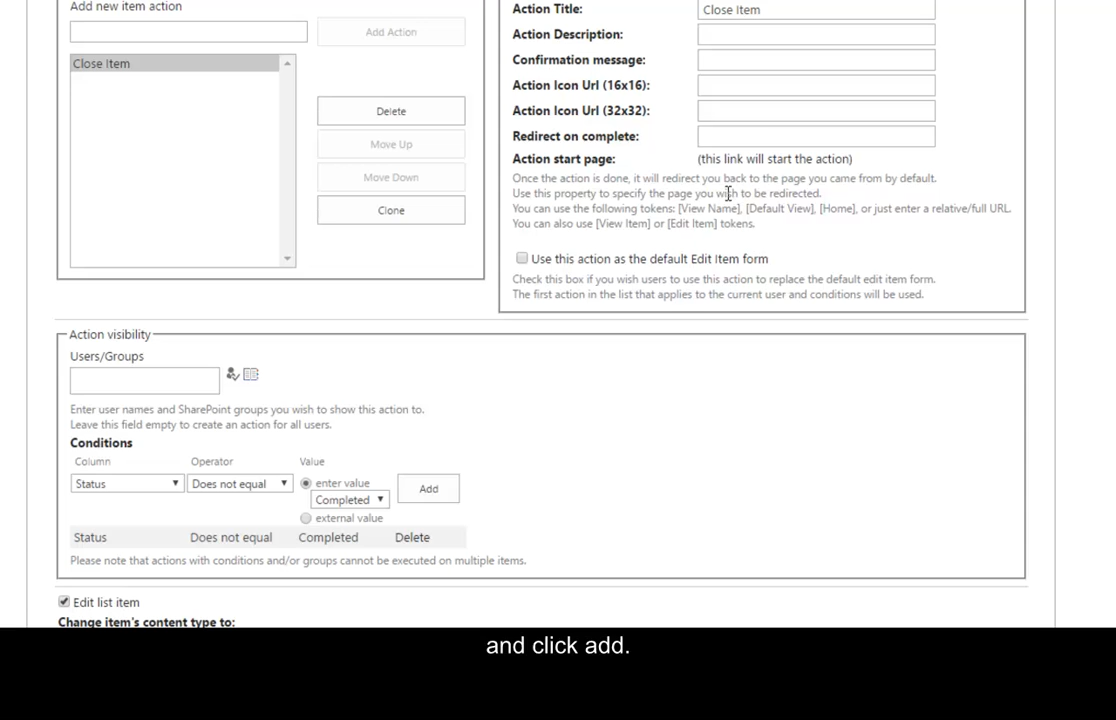 Add new item action
Add Action
Close Item
Delete
Move Up
Move Down
Clone
Action Title: Close Item
Action Description:
Confirmation message:
Action Icon Url (16x16):
Action Icon Url (32x32):
Redirect on complete:
Action start page: (this link will start the action)
Once the action is done, it will redirect you back to the page you came from by default.
Use this property to specify the page you wish to be redirected.
You can use the following tokens: [View Name], [Default View], [Home], or just enter a relative/full URL.
You can also use [View Item] or [Edit Item] tokens.
Use this action as the default Edit Item form
Check this box if you wish users to use this action to replace the default edit item form.
The first action in the list that applies to the current user and conditions will be used.
Action visibility
Users/Groups
Enter user names and SharePoint groups you wish to show this action to.
Leave this field empty to create an action for all users.
Conditions
Column Operator Value
Status Does not equal enter value Add
Completed
external value
Status Does not equal Completed Delete
Please note that actions with conditions and/or groups cannot be executed on multiple items.
Edit list item
Change item's content type to:
and click add.